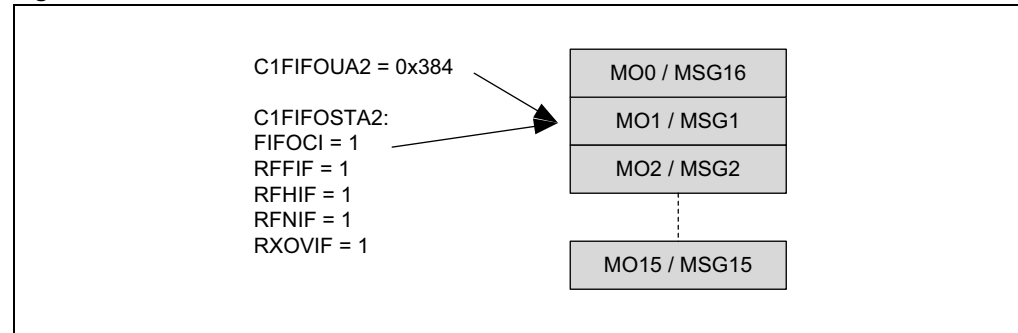 C1FIFOUA2 = 0x384
C1FIFOSTA2:
FIFOCI = 1
RFFIF = 1
RFHIF = 1
RFNIF = 1
RXOVIF = 1
MO0 / MSG16
MO1 / MSG1
MO2 / MSG2
MO15 / MSG15